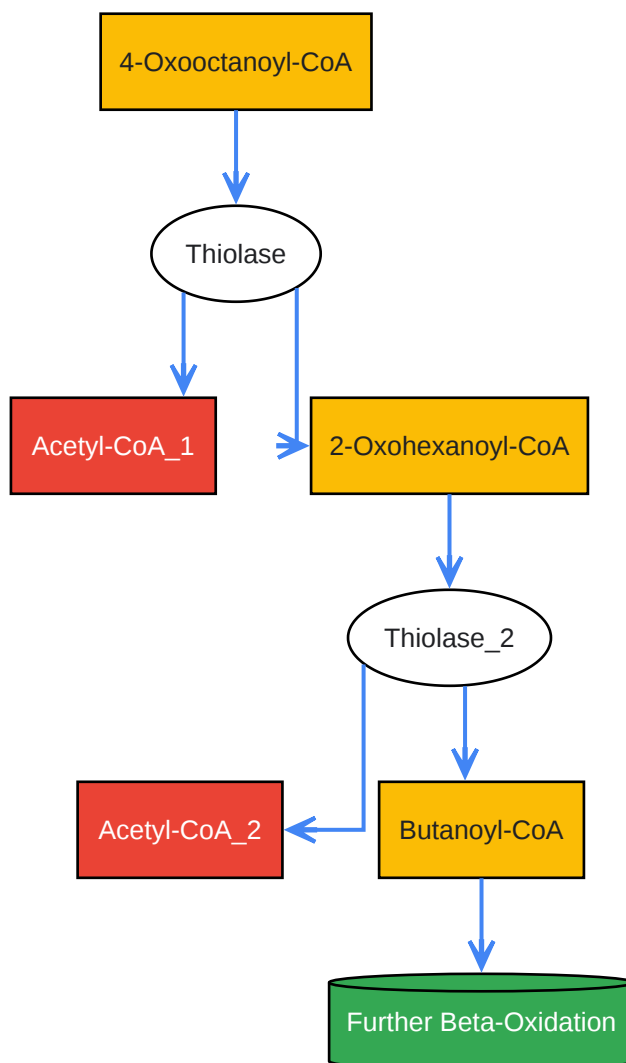 4-Oxooctanoyl-CoA
Thiolase
Acetyl-CoA_1
2-Oxohexanoyl-CoA
Thiolase_2
Acetyl-CoA_2
Butanoyl-CoA
Further Beta-Oxidation